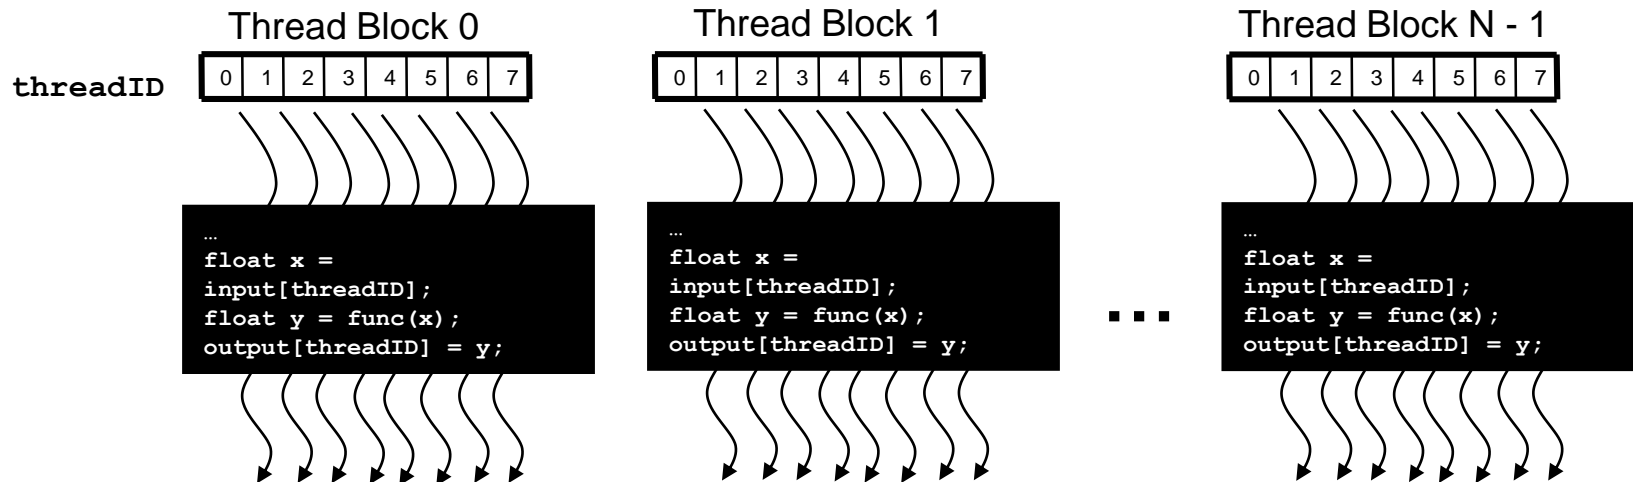 Thread Block 0
Thread Block 1
Thread Block N - 1
threadID
0 1 2 3 4 5 6 7
0 1 2 3 4 5 6 7
0 1 2 3 4 5 6 7
…
float x =
input[threadID];
float y = func(x);
output[threadID] = y;
…
float x =
input[threadID];
float y = func(x);
output[threadID] = y;
…
…
float x =
input[threadID];
float y = func(x);
output[threadID] = y;